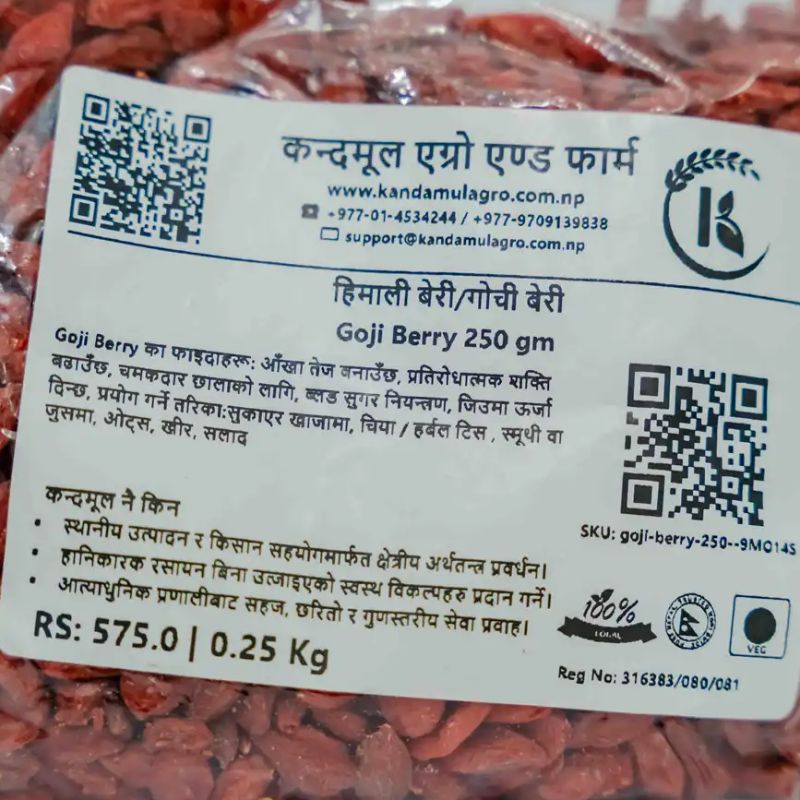 कन्दमूल एग्रो एण्ड फार्म
www.kandamulagro.com.np
+977-01-4534244 / +977-9709139838
support@kandamulagro.com.np
हिमाली बेरी/गोची बेरी
Goji Berry 250 gm
Goji Berry का फाइदाहरू: आँखा तेज बनाउँछ, प्रतिरोधात्मक शक्ति
बढाउँछ, चमकदार छालाको लागि, ब्लड सुगर नियन्त्रण, जिउमा ऊर्जा
दिन्छ, प्रयोग गर्ने तरिका:सुकाएर खाजामा, चिया / हर्बल टिस , स्मूथी वा
जुसमा, ओट्स, खीर, सलाद
कन्दमूल नै किन
• स्थानीय उत्पादन र किसान सहयोगमार्फत क्षेत्रीय अर्थतन्त्र प्रवर्धन।
• हानिकारक रसायन बिना उब्जाइएको स्वस्थ विकल्पहरु प्रदान गर्ने।
• आत्याधुनिक प्रणालीबाट सहज, छरितो र गुणस्तरीय सेवा प्रवाह।
RS: 575.0 | 0.25 Kg
SKU: goji-berry-250--9MO14S
100%
LOCAL
VEG
Reg No: 316383/080/081